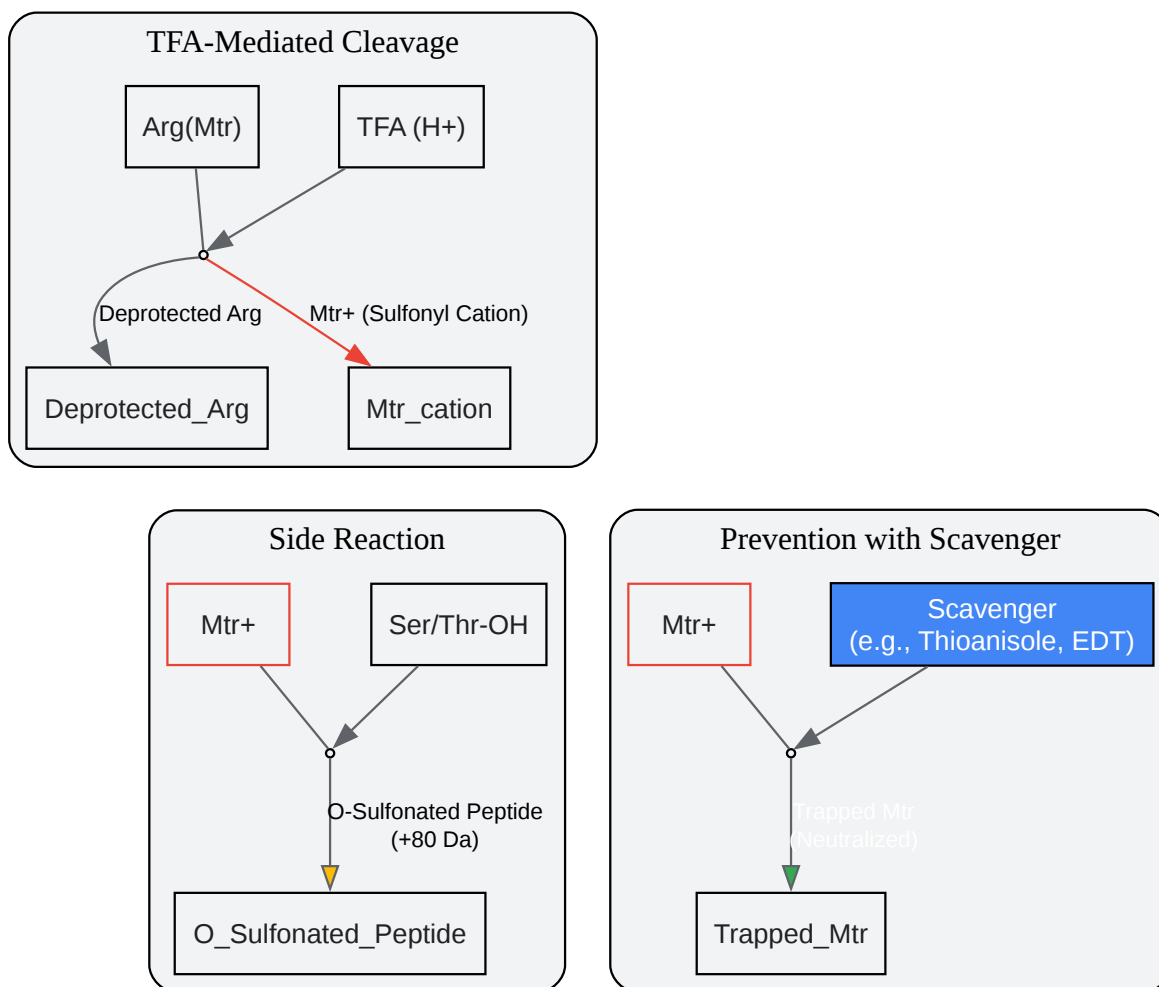 TFA-Mediated Cleavage
Arg(Mtr)
TFA (H+)
Deprotected Arg
Mtr+ (Sulfonyl Cation)
Deprotected_Arg
Mtr_cation
Side Reaction
Mtr+
Ser/Thr-OH
O-Sulfonated Peptide
(+80 Da)
O_Sulfonated_Peptide
Prevention with Scavenger
Mtr+
Scavenger
(e.g., Thioanisole, EDT)
Trapped Mtr
(Neutralized)
Trapped_Mtr